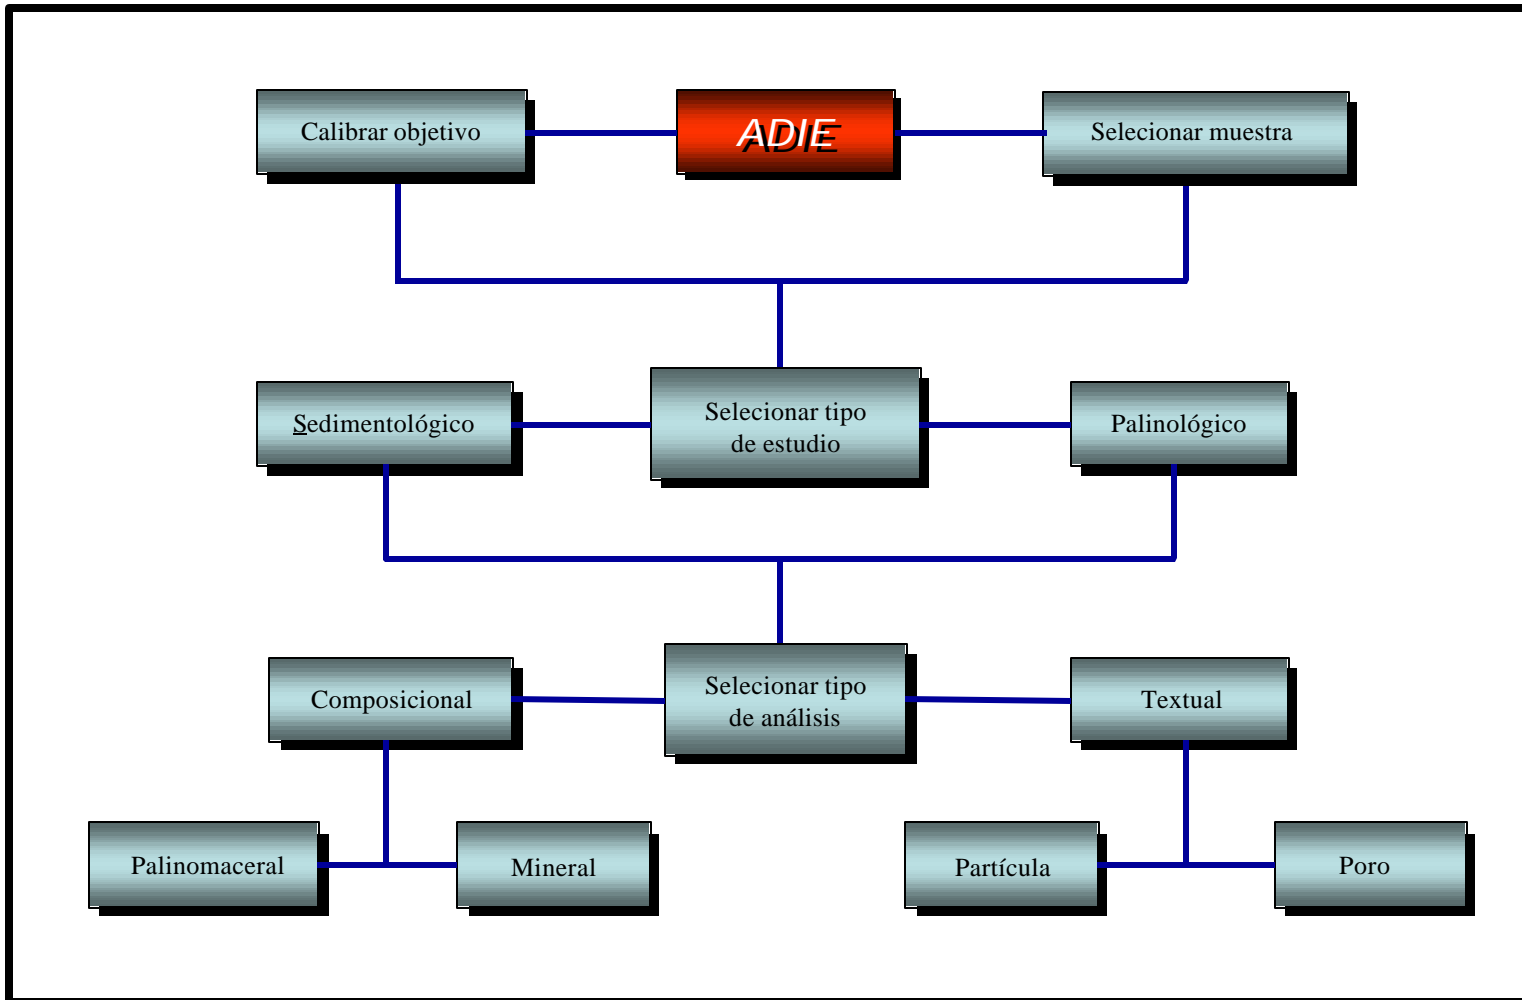 Calibrar objetivo
ADIE
Selecionar muestra
Sedimentológico
Selecionar tipo
de estudio
Palinológico
Composicional
Selecionar tipo
de análisis
Textual
Palinomaceral
Mineral
Partícula
Poro